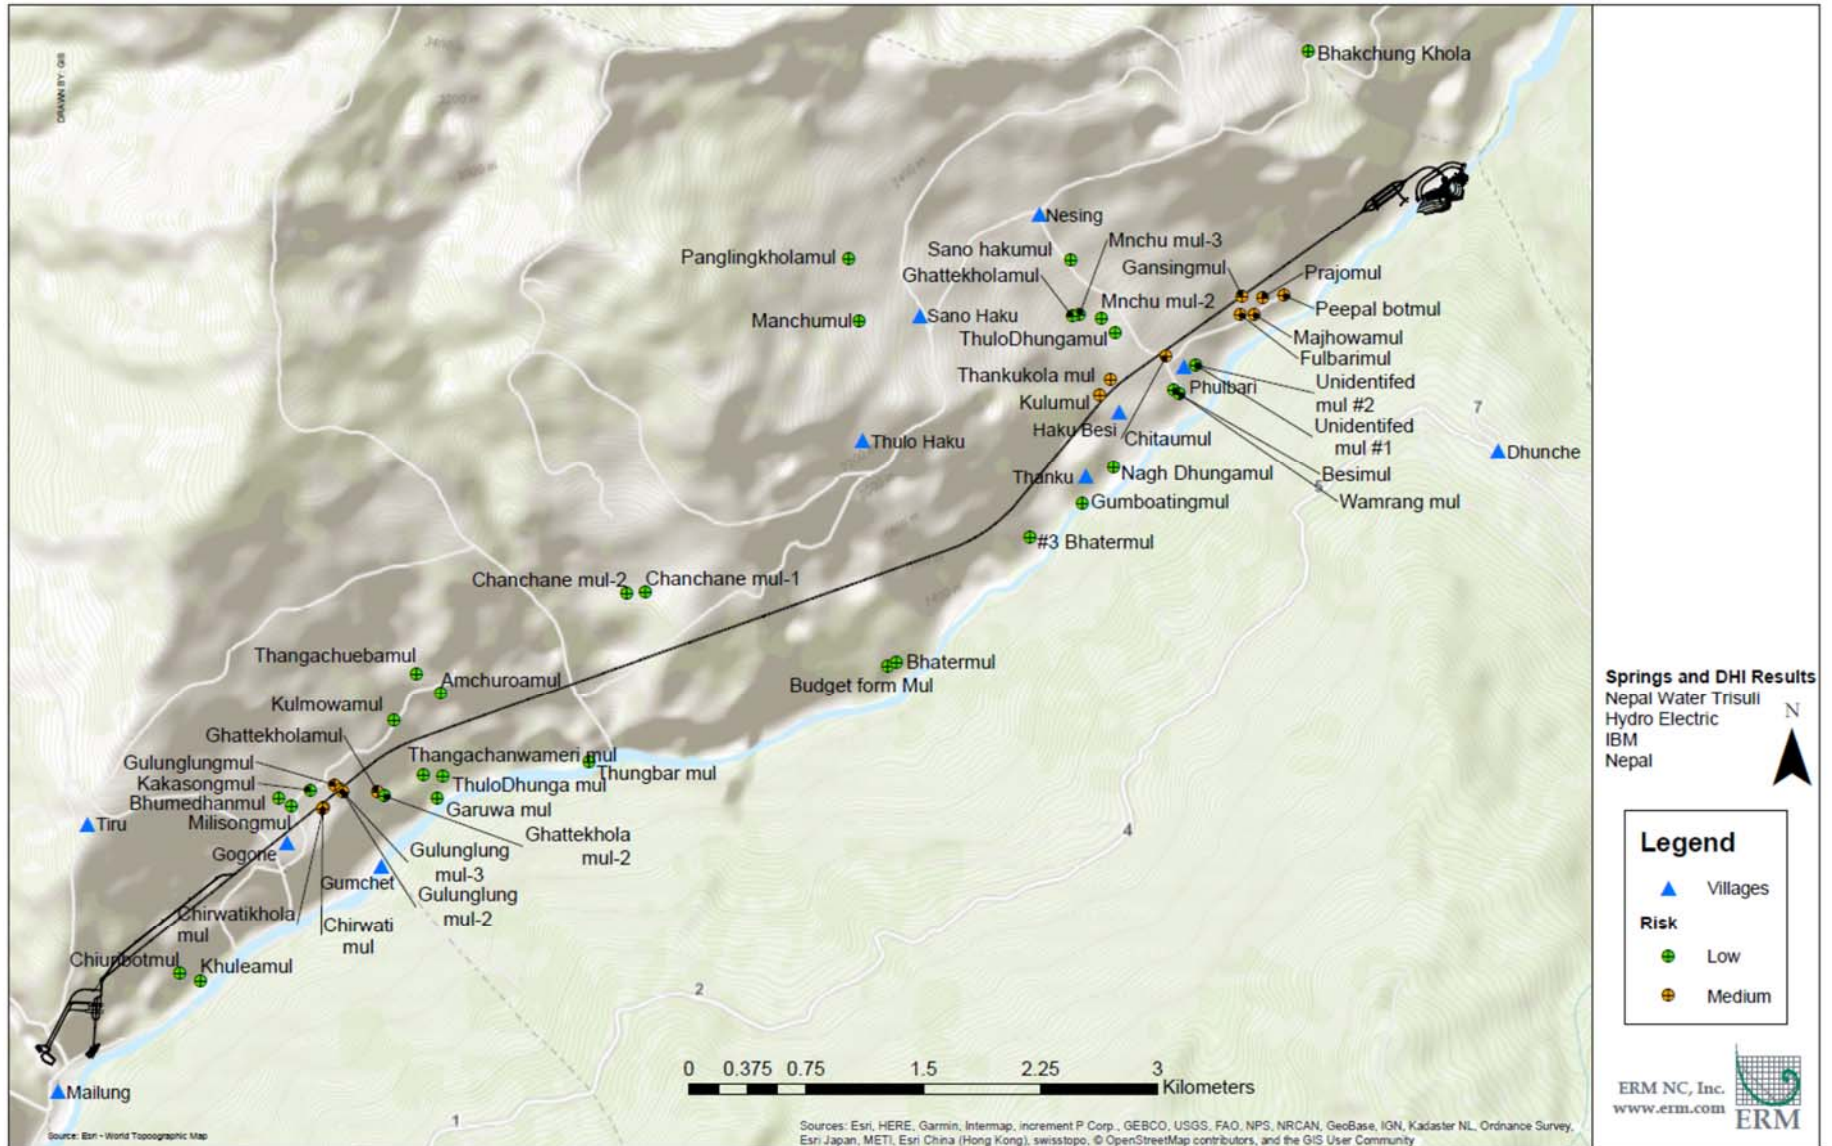 DRAWN BY: GIS
Bhakchung Khola
Nesing
Mnchu mul-3
Sano hakumul
Panglingkholamul
Gansingmul
Prajomul
Ghattekholamul
Mnchu mul-2
Peepal botmul
Sano Haku
Manchumul
ThuloDhungamul
Majhowamul
Fulbarimul
Thankukola mul
Phulbari
Unidentifed
mul #2
Kulumul
7
Unidentifed
mul #1
Haku Besi
Chitaumul
Thulo Haku
Dhunche
Besimul
Thanku
Nagh Dhungamul
Gumboatingmul
Wamrang mul
#3 Bhatermul
Chanchane mul-2
Chanchane mul-1
Thangachuebamul
Bhatermul
Amchuroamul
Budget form Mul
Kulmowamul
Ghattekholamul
Thangachanwameri mul
Gulunglungmul
Thungbar mul
Kakasongmul
ThuloDhunga mul
Bhumedhanmul
Garuwa mul
Milisongmul
Tiru
4
Ghattekhola
mul-2
Gulunglung
mul-3
Gogone
Gumchet
Gulunglung
mul-2
Chirwatikhola
mul
Chirwati
mul
Chiuribotmul
Khuleamul
2
Mailung
1
0 0.375 0.75 1.5 2.25 3
Kilometers
Source: Esri - World Topographic Map
Sources: Esri, HERE, Garmin, Intermap, increment P Corp., GEBCO, USGS, FAO, NPS, NRCAN, GeoBase, IGN, Kadaster NL, Ordnance Survey,
Esri Japan, METI, Esri China (Hong Kong), swisstopo, © OpenStreetMap contributors, and the GIS User Community
Springs and DHI Results
Nepal Water Trisuli
Hydro Electric
IBM
Nepal
N
Legend
Villages
Risk
Low
Medium
ERM NC, Inc.
www.erm.com
ERM